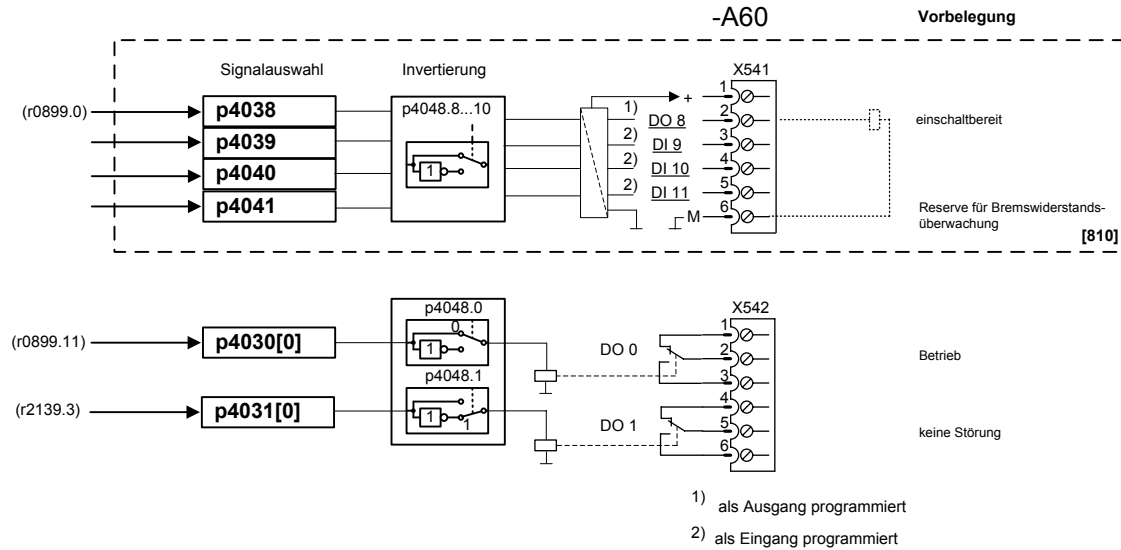 -A60
Vorbelegung
Signalauswahl
Invertierung
X541
(r0899.0)
p4038
p4039
p4040
p4041
p4048.8...10
1
+
1) DO 8
2) DI 9
2) DI 10
2) DI 11
M
1
2
3
4
5
6
einschaltbereit
Reserve für Bremswiderstands-
überwachung
[810]
X542
(r0899.11)
p4030[0]
p4048.0
0
1
DO 0
1
2
3
Betrieb
(r2139.3)
p4031[0]
p4048.1
1
1
DO 1
4
5
6
keine Störung
1) als Ausgang programmiert
2) als Eingang programmiert